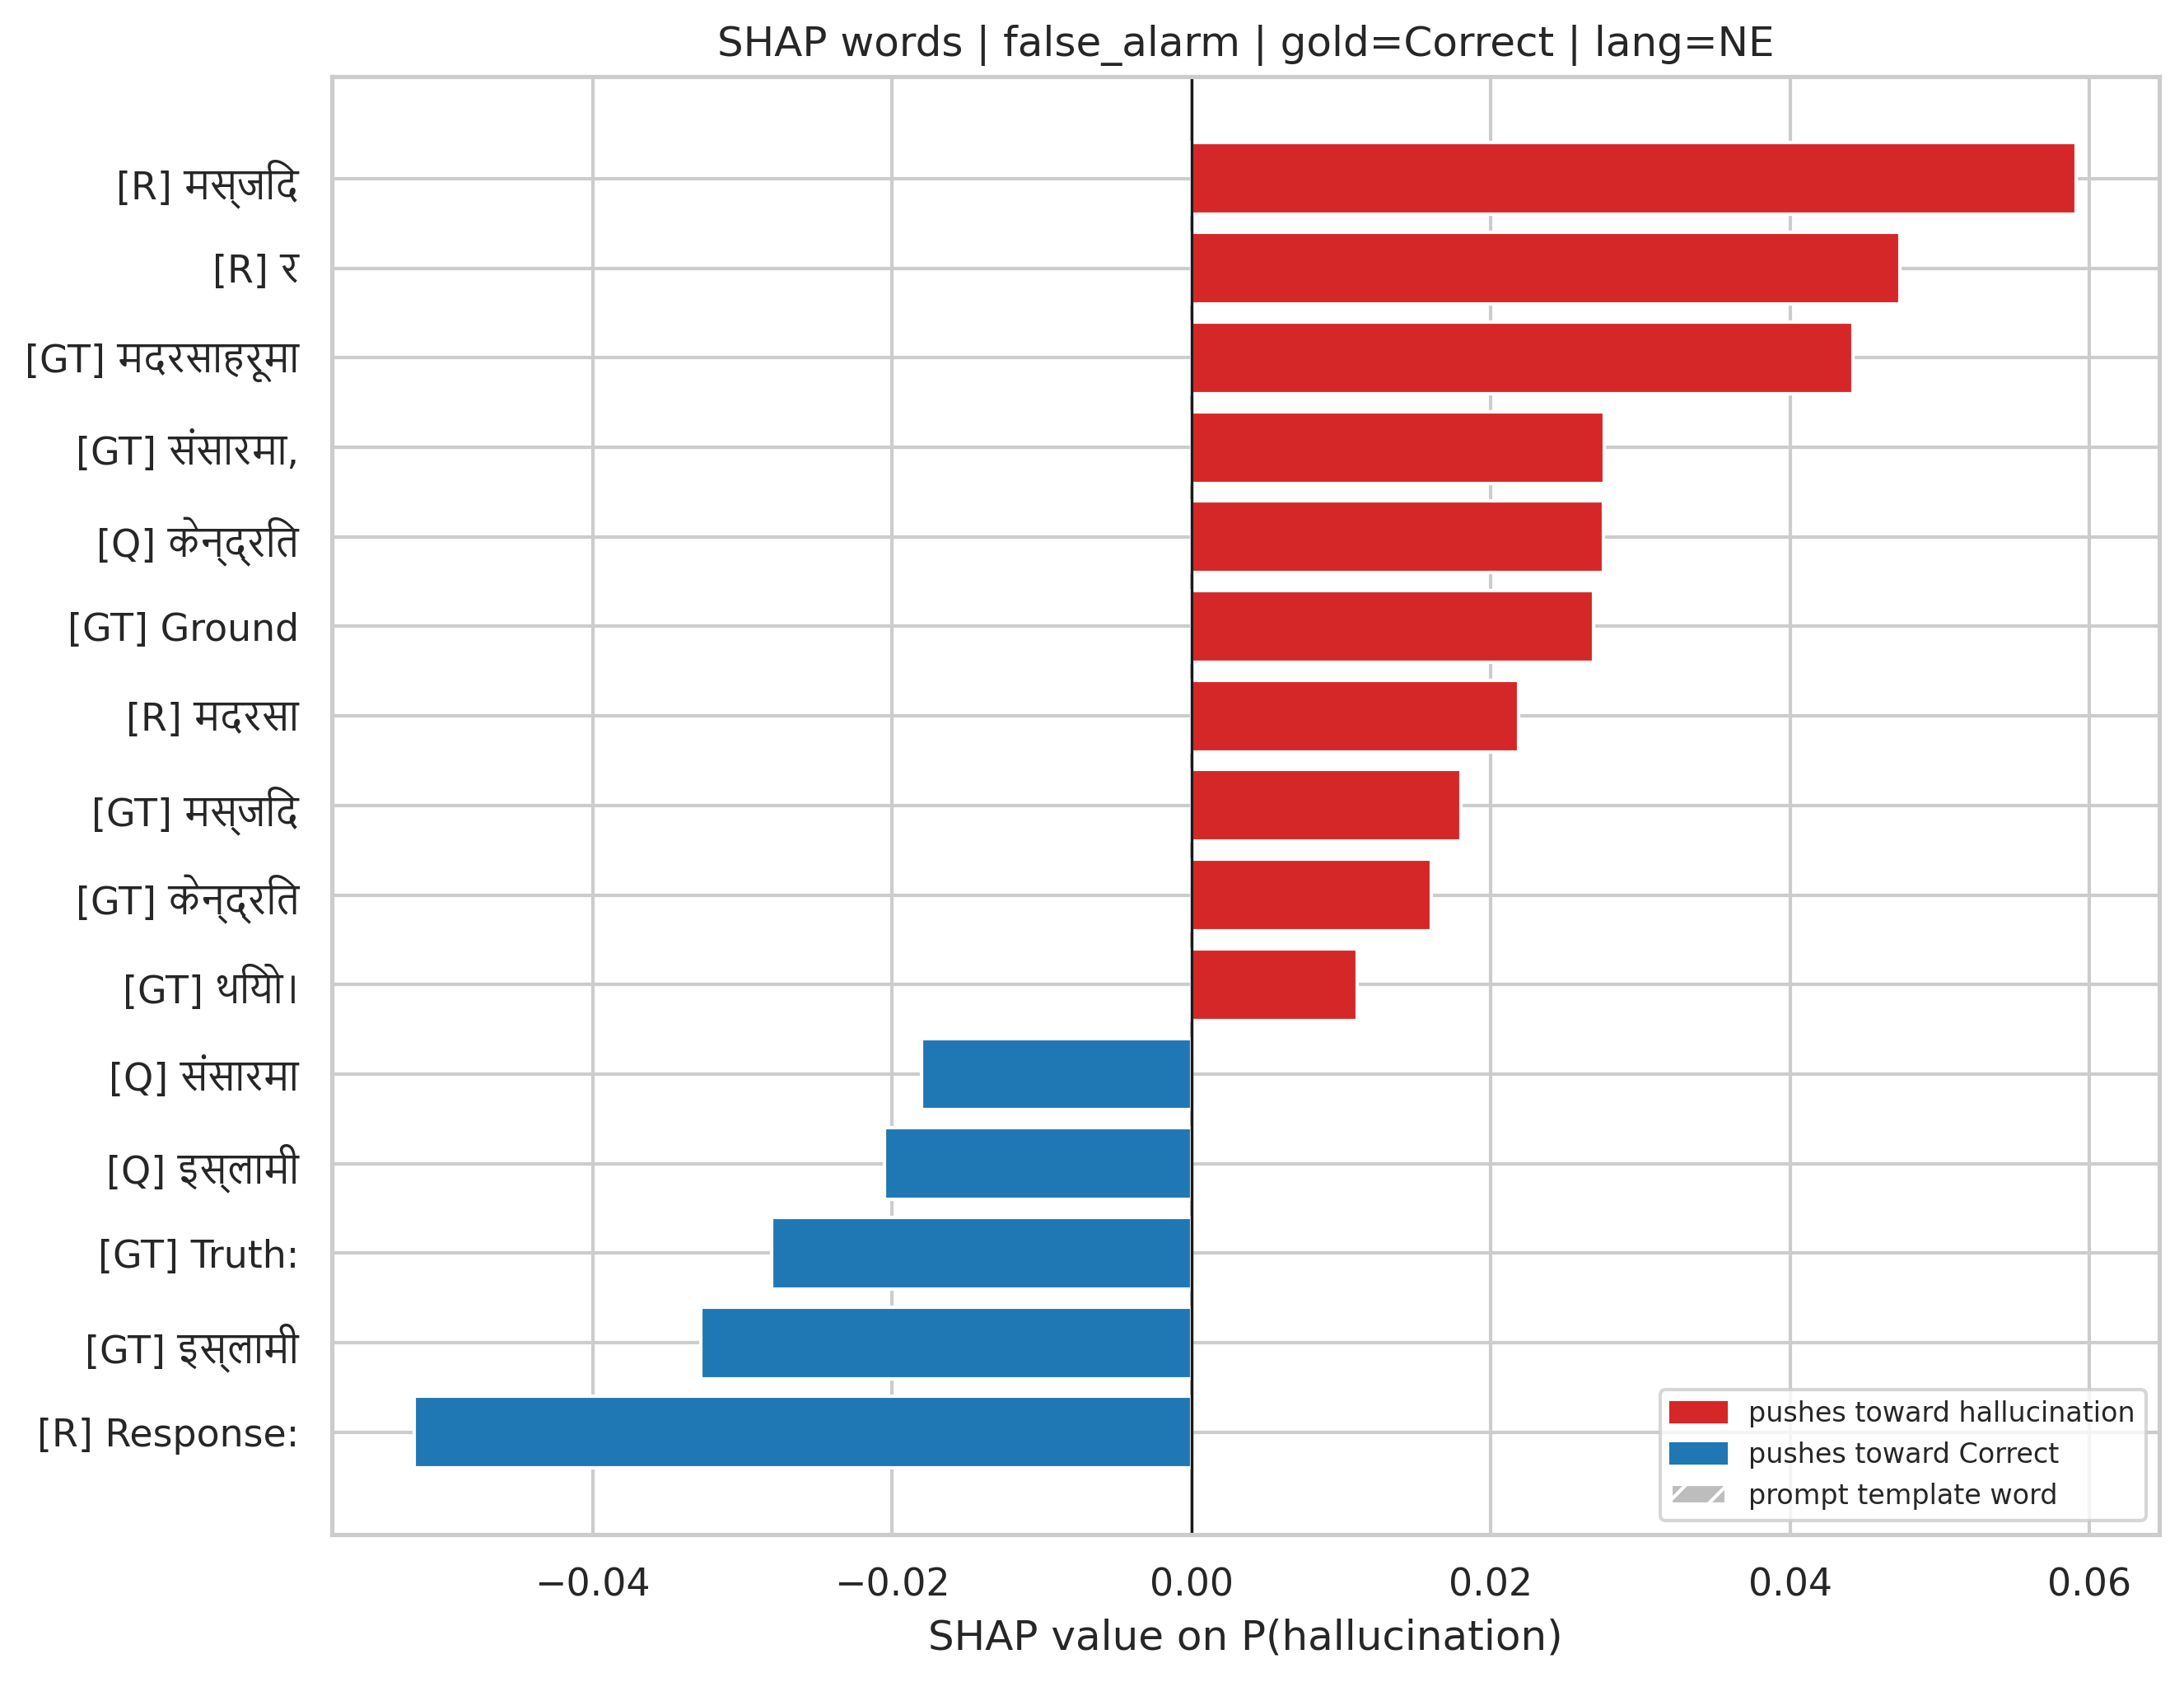 SHAP words | false_alarm | gold=Correct | lang=NE
[R] मस्जिद
[R] र
[GT] मदरसाहरूमा
[GT] संसारमा,
[Q] केन्द्रित
[GT] Ground
[R] मदरसा
[GT] मस्जिद
[GT] केन्द्रित
[GT] थियो।
[Q] संसारमा
[Q] इस्लामी
[GT] Truth:
[GT] इस्लामी
[R] Response:
pushes toward hallucination
pushes toward Correct
prompt template word
−0.04 −0.02 0.00 0.02 0.04 0.06
SHAP value on P(hallucination)